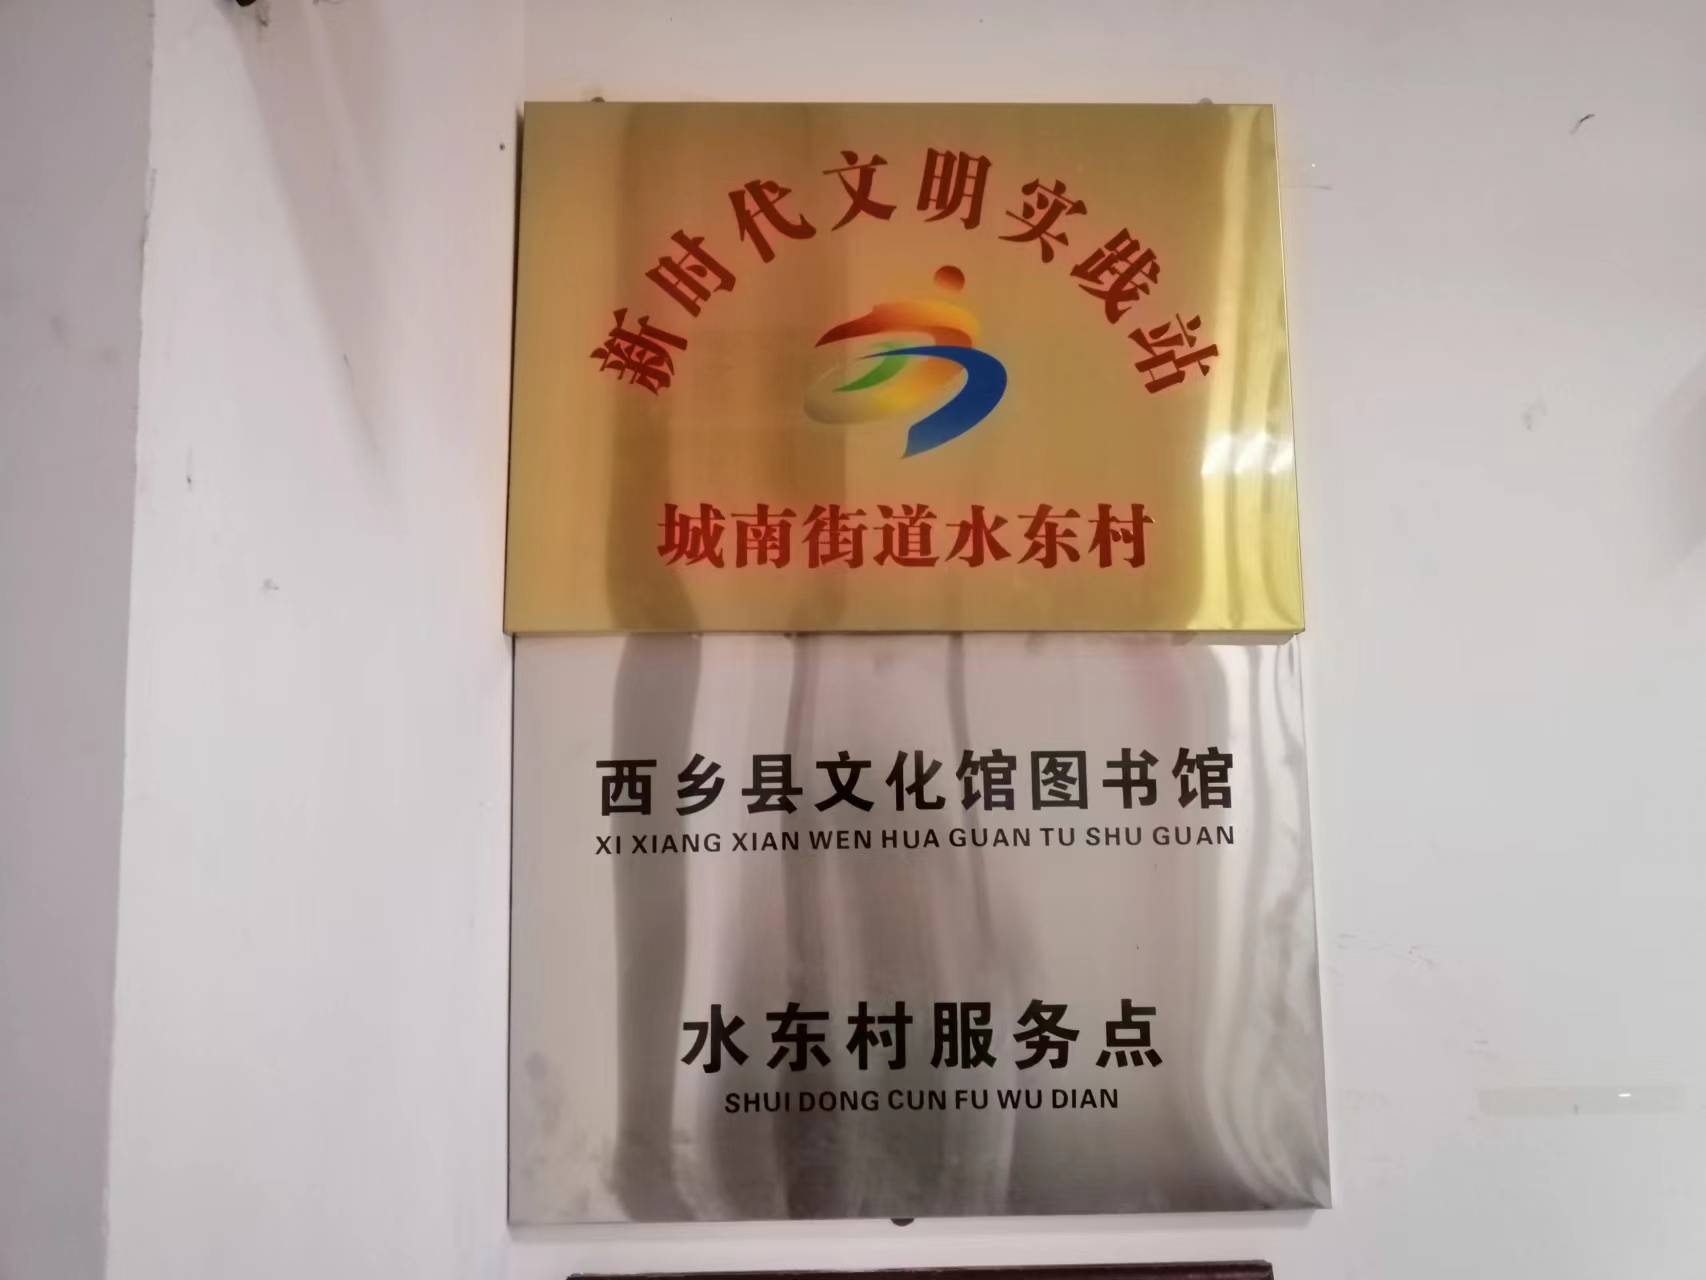 新时代文明实践站
城南街道水东村
西乡县文化馆图书馆
XI XIANG XIAN WEN HUA GUAN TU SHU GUAN
水东村服务点
SHUI DONG CUN FU WU DIAN